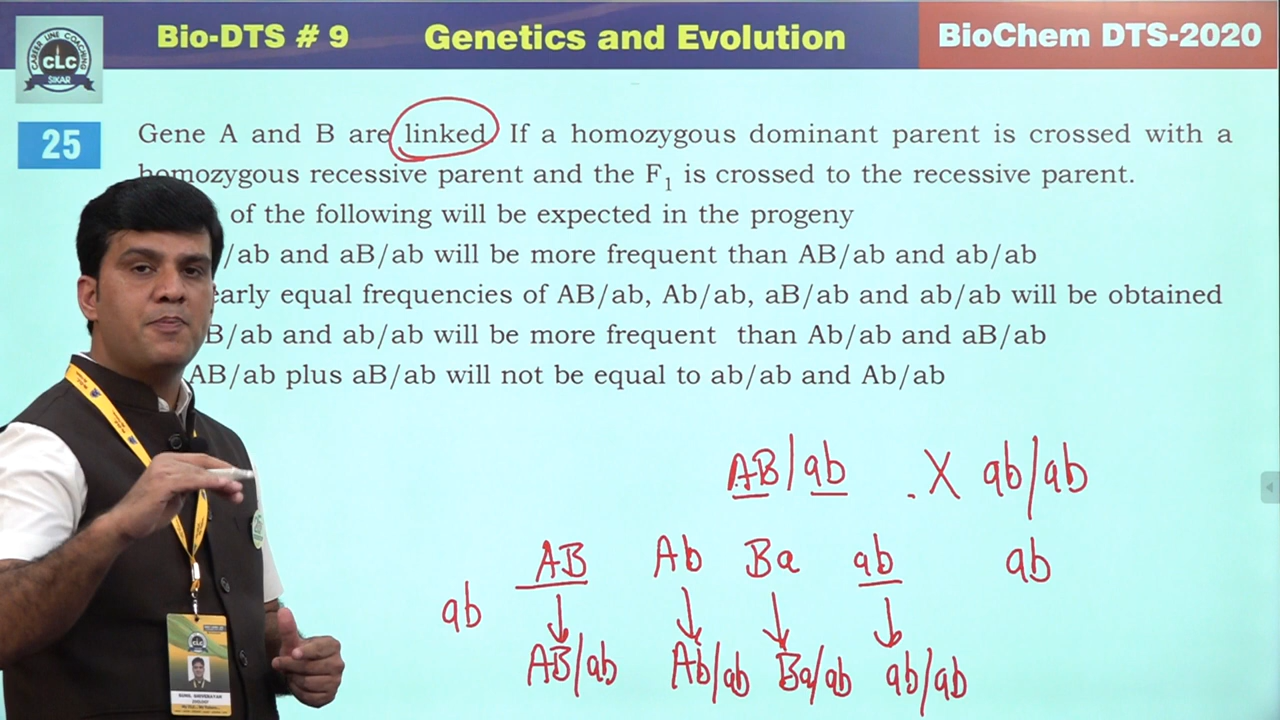 Bio-DTS # 9 Genetics and Evolution BioChem DTS-2020
CAREER LINE COACHING
CLC
SIKAR
25 Gene A and B are linked. If a homozygous dominant parent is crossed with a
homozygous recessive parent and the F1 is crossed to the recessive parent.
of the following will be expected in the progeny
/ab and aB/ab will be more frequent than AB/ab and ab/ab
early equal frequencies of AB/ab, Ab/ab, aB/ab and ab/ab will be obtained
B/ab and ab/ab will be more frequent than Ab/ab and aB/ab
AB/ab plus aB/ab will not be equal to ab/ab and Ab/ab
AB/ab . X ab/ab
AB Ab Ba ab ab
ab
AB/ab Ab/ab Ba/ab ab/ab
CLC